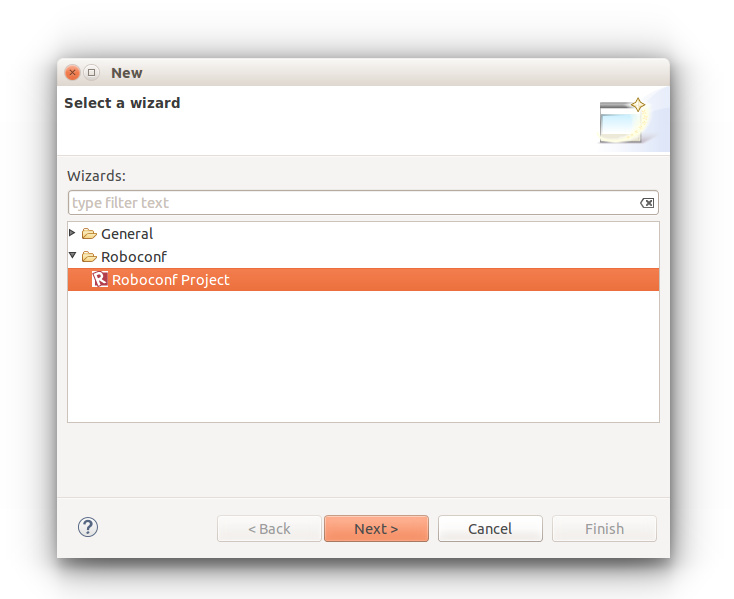 New
Select a wizard
Wizards:
type filter text
General
Roboconf
R Roboconf Project
? < Back Next > Cancel Finish